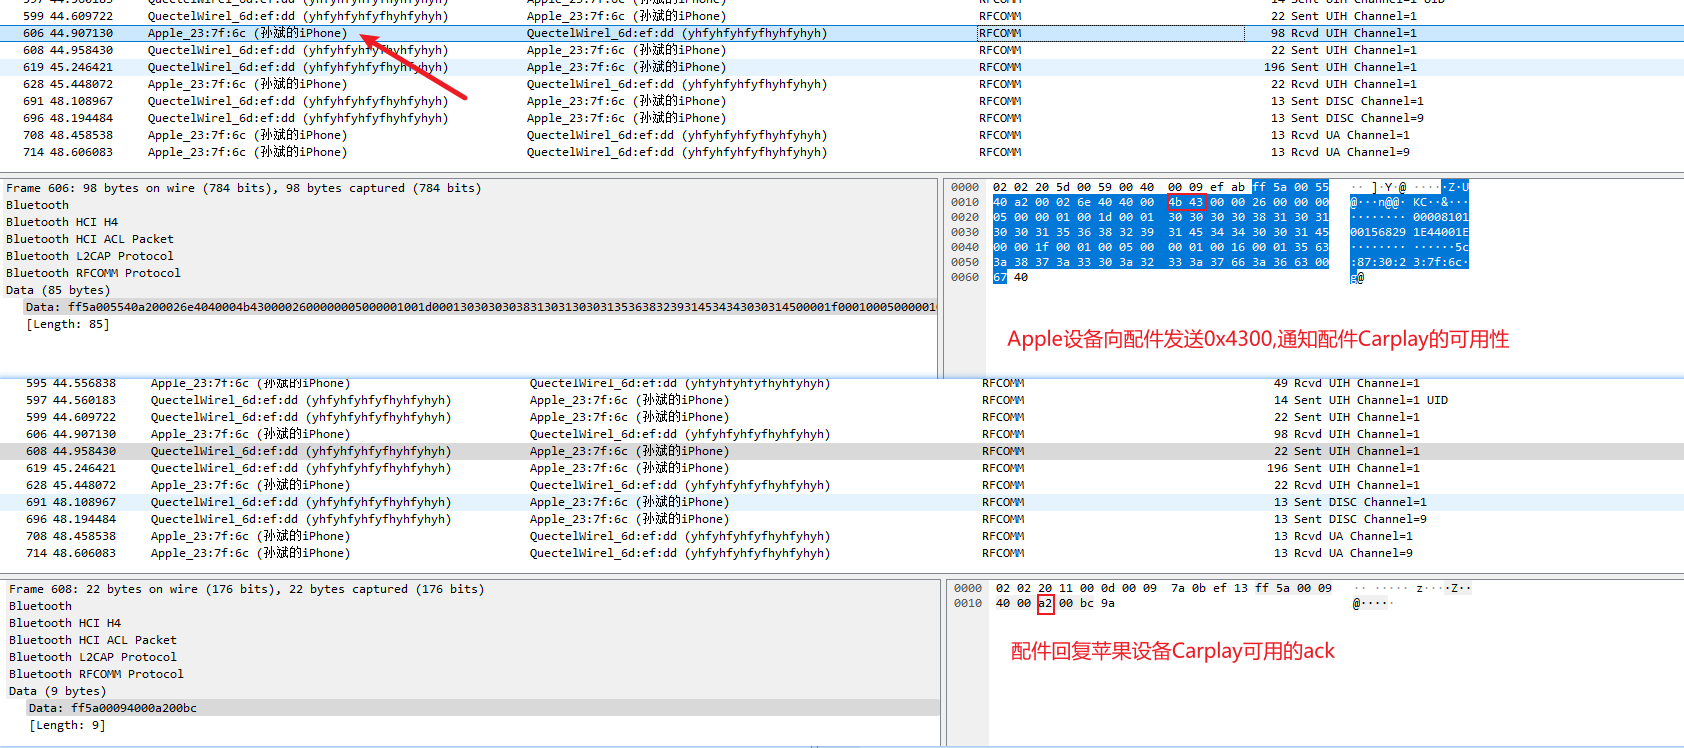 599 44.609722 QuectelWirel_6d:ef:dd (yhfyhfyhfyfhyhfyhyh) Apple_23:7f:6c (孙斌的iPhone) RFCOMM 22 Sent UIH Channel=1
606 44.907130 Apple_23:7f:6c (孙斌的iPhone) QuectelWirel_6d:ef:dd (yhfyhfyhfyfhyhfyhyh) RFCOMM 98 Rcvd UIH Channel=1
608 44.958430 QuectelWirel_6d:ef:dd (yhfyhfyhfyfhyhfyhyh) Apple_23:7f:6c (孙斌的iPhone) RFCOMM 22 Sent UIH Channel=1
619 45.246421 QuectelWirel_6d:ef:dd (yhfyhfyhfyfhyhfyhyh) Apple_23:7f:6c (孙斌的iPhone) RFCOMM 196 Sent UIH Channel=1
628 45.448072 Apple_23:7f:6c (孙斌的iPhone) QuectelWirel_6d:ef:dd (yhfyhfyhfyfhyhfyhyh) RFCOMM 22 Rcvd UIH Channel=1
691 48.108967 QuectelWirel_6d:ef:dd (yhfyhfyhfyfhyhfyhyh) Apple_23:7f:6c (孙斌的iPhone) RFCOMM 13 Sent DISC Channel=1
696 48.194484 QuectelWirel_6d:ef:dd (yhfyhfyhfyfhyhfyhyh) Apple_23:7f:6c (孙斌的iPhone) RFCOMM 13 Sent DISC Channel=9
708 48.458538 Apple_23:7f:6c (孙斌的iPhone) QuectelWirel_6d:ef:dd (yhfyhfyhfyfhyhfyhyh) RFCOMM 13 Rcvd UA Channel=1
714 48.606083 Apple_23:7f:6c (孙斌的iPhone) QuectelWirel_6d:ef:dd (yhfyhfyhfyfhyhfyhyh) RFCOMM 13 Rcvd UA Channel=9
Frame 606: 98 bytes on wire (784 bits), 98 bytes captured (784 bits)
Bluetooth
Bluetooth HCI H4
Bluetooth HCI ACL Packet
Bluetooth L2CAP Protocol
Bluetooth RFCOMM Protocol
Data (85 bytes)
Data: ff5a005540a200026e4040004b43000026000000050000010 01d00013030303038313031303031353638323931453434303031450 0001f000100050000010
[Length: 85]
0000 02 02 20 5d 00 59 00 40 00 09 ef ab ff 5a 00 55 ·· ]·Y·@ ·····Z·U
0010 40 a2 00 02 6e 40 40 00 4b 43 00 00 26 00 00 00 @···n@@· KC··&···
0020 05 00 00 01 00 1d 00 01 30 30 30 30 38 31 30 31 ········ 00008101
0030 30 30 31 35 36 38 32 39 31 45 34 34 30 30 31 45 00156829 1E44001E
0040 00 00 1f 00 01 00 05 00 00 01 00 16 00 01 35 63 ········ ······5c
0050 3a 38 37 3a 33 30 3a 32 33 3a 37 66 3a 36 63 00 :87:30:2 3:7f:6c·
0060 67 40 g@
Apple设备向配件发送0x4300,通知配件Carplay的可用性
595 44.556838 Apple_23:7f:6c (孙斌的iPhone) QuectelWirel_6d:ef:dd (yhfyhfyhfyfhyhfyhyh) RFCOMM 49 Rcvd UIH Channel=1
597 44.560183 QuectelWirel_6d:ef:dd (yhfyhfyhfyfhyhfyhyh) Apple_23:7f:6c (孙斌的iPhone) RFCOMM 14 Sent UIH Channel=1 UID
599 44.609722 QuectelWirel_6d:ef:dd (yhfyhfyhfyfhyhfyhyh) Apple_23:7f:6c (孙斌的iPhone) RFCOMM 22 Sent UIH Channel=1
606 44.907130 Apple_23:7f:6c (孙斌的iPhone) QuectelWirel_6d:ef:dd (yhfyhfyhfyfhyhfyhyh) RFCOMM 98 Rcvd UIH Channel=1
608 44.958430 QuectelWirel_6d:ef:dd (yhfyhfyhfyfhyhfyhyh) Apple_23:7f:6c (孙斌的iPhone) RFCOMM 22 Sent UIH Channel=1
619 45.246421 QuectelWirel_6d:ef:dd (yhfyhfyhfyfhyhfyhyh) Apple_23:7f:6c (孙斌的iPhone) RFCOMM 196 Sent UIH Channel=1
628 45.448072 Apple_23:7f:6c (孙斌的iPhone) QuectelWirel_6d:ef:dd (yhfyhfyhfyfhyhfyhyh) RFCOMM 22 Rcvd UIH Channel=1
691 48.108967 QuectelWirel_6d:ef:dd (yhfyhfyhfyfhyhfyhyh) Apple_23:7f:6c (孙斌的iPhone) RFCOMM 13 Sent DISC Channel=1
696 48.194484 QuectelWirel_6d:ef:dd (yhfyhfyhfyfhyhfyhyh) Apple_23:7f:6c (孙斌的iPhone) RFCOMM 13 Sent DISC Channel=9
708 48.458538 Apple_23:7f:6c (孙斌的iPhone) QuectelWirel_6d:ef:dd (yhfyhfyhfyfhyhfyhyh) RFCOMM 13 Rcvd UA Channel=1
714 48.606083 Apple_23:7f:6c (孙斌的iPhone) QuectelWirel_6d:ef:dd (yhfyhfyhfyfhyhfyhyh) RFCOMM 13 Rcvd UA Channel=9
Frame 608: 22 bytes on wire (176 bits), 22 bytes captured (176 bits)
Bluetooth
Bluetooth HCI H4
Bluetooth HCI ACL Packet
Bluetooth L2CAP Protocol
Bluetooth RFCOMM Protocol
Data (9 bytes)
Data: ff5a00094000a200bc
[Length: 9]
0000 02 02 20 11 00 0d 00 09 7a 0b ef 13 ff 5a 00 09 ·· ····· z····Z··
0010 40 00 a2 00 bc 9a @·····
配件回复苹果设备Carplay可用的ack